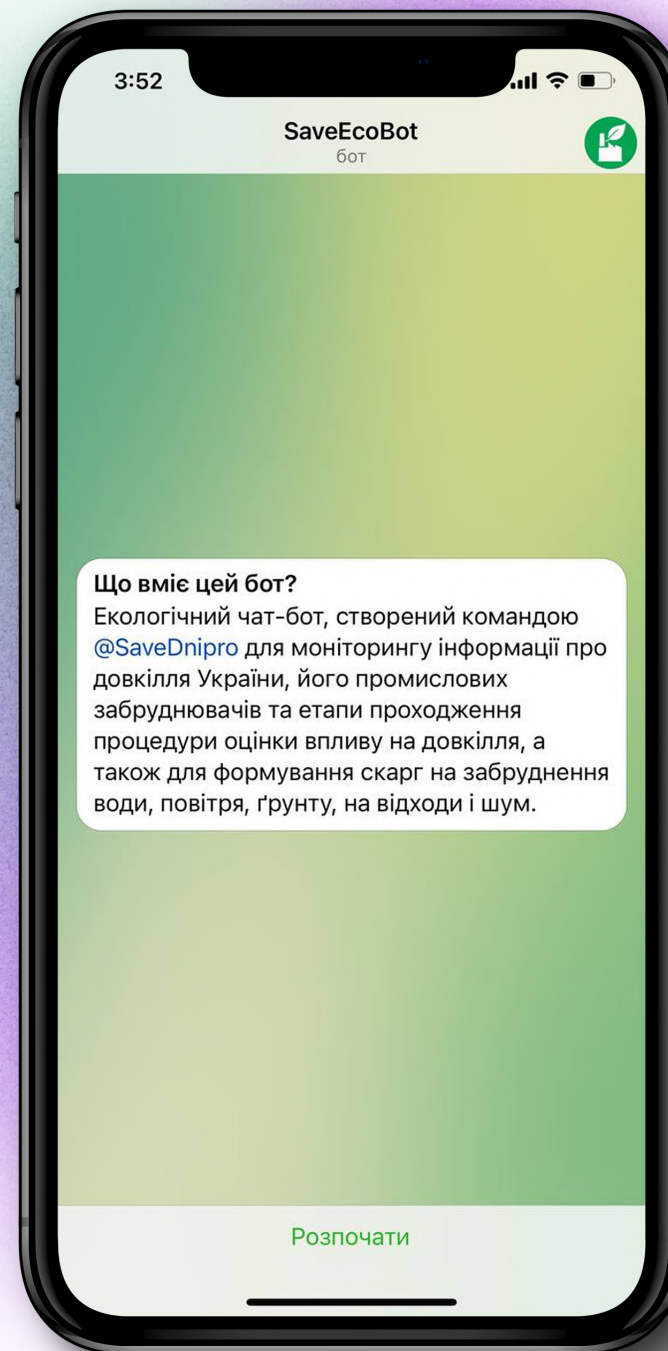 3:52
SaveEcoBot
бот
Що вміє цей бот?
Екологічний чат-бот, створений командою
@SaveDnipro для моніторингу інформації про
довкілля України, його промислових
забруднювачів та етапи проходження
процедури оцінки впливу на довкілля, а
також для формування скарг на забруднення
води, повітря, ґрунту, на відходи і шум.
Розпочати